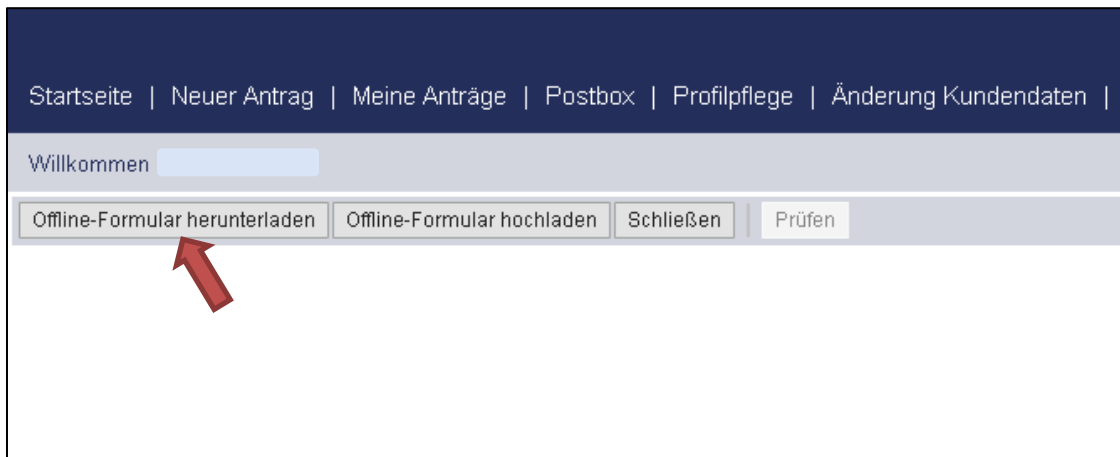 Startseite | Neuer Antrag | Meine Anträge | Postbox | Profilpflege | Änderung Kundendaten |
Willkommen
Offline-Formular herunterladen Offline-Formular hochladen Schließen | Prüfen